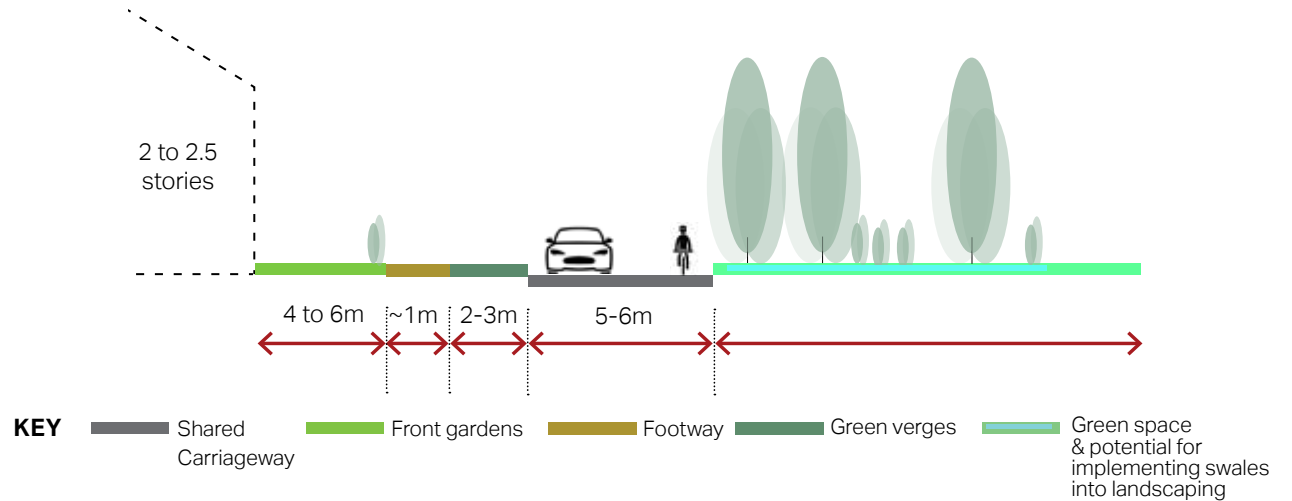 2 to 2.5
stories
4 to 6m
~1m
2-3m
5-6m
KEY
Shared
Carriageway
Front gardens
Footway
Green verges
Green space
& potential for
implementing swales
into landscaping